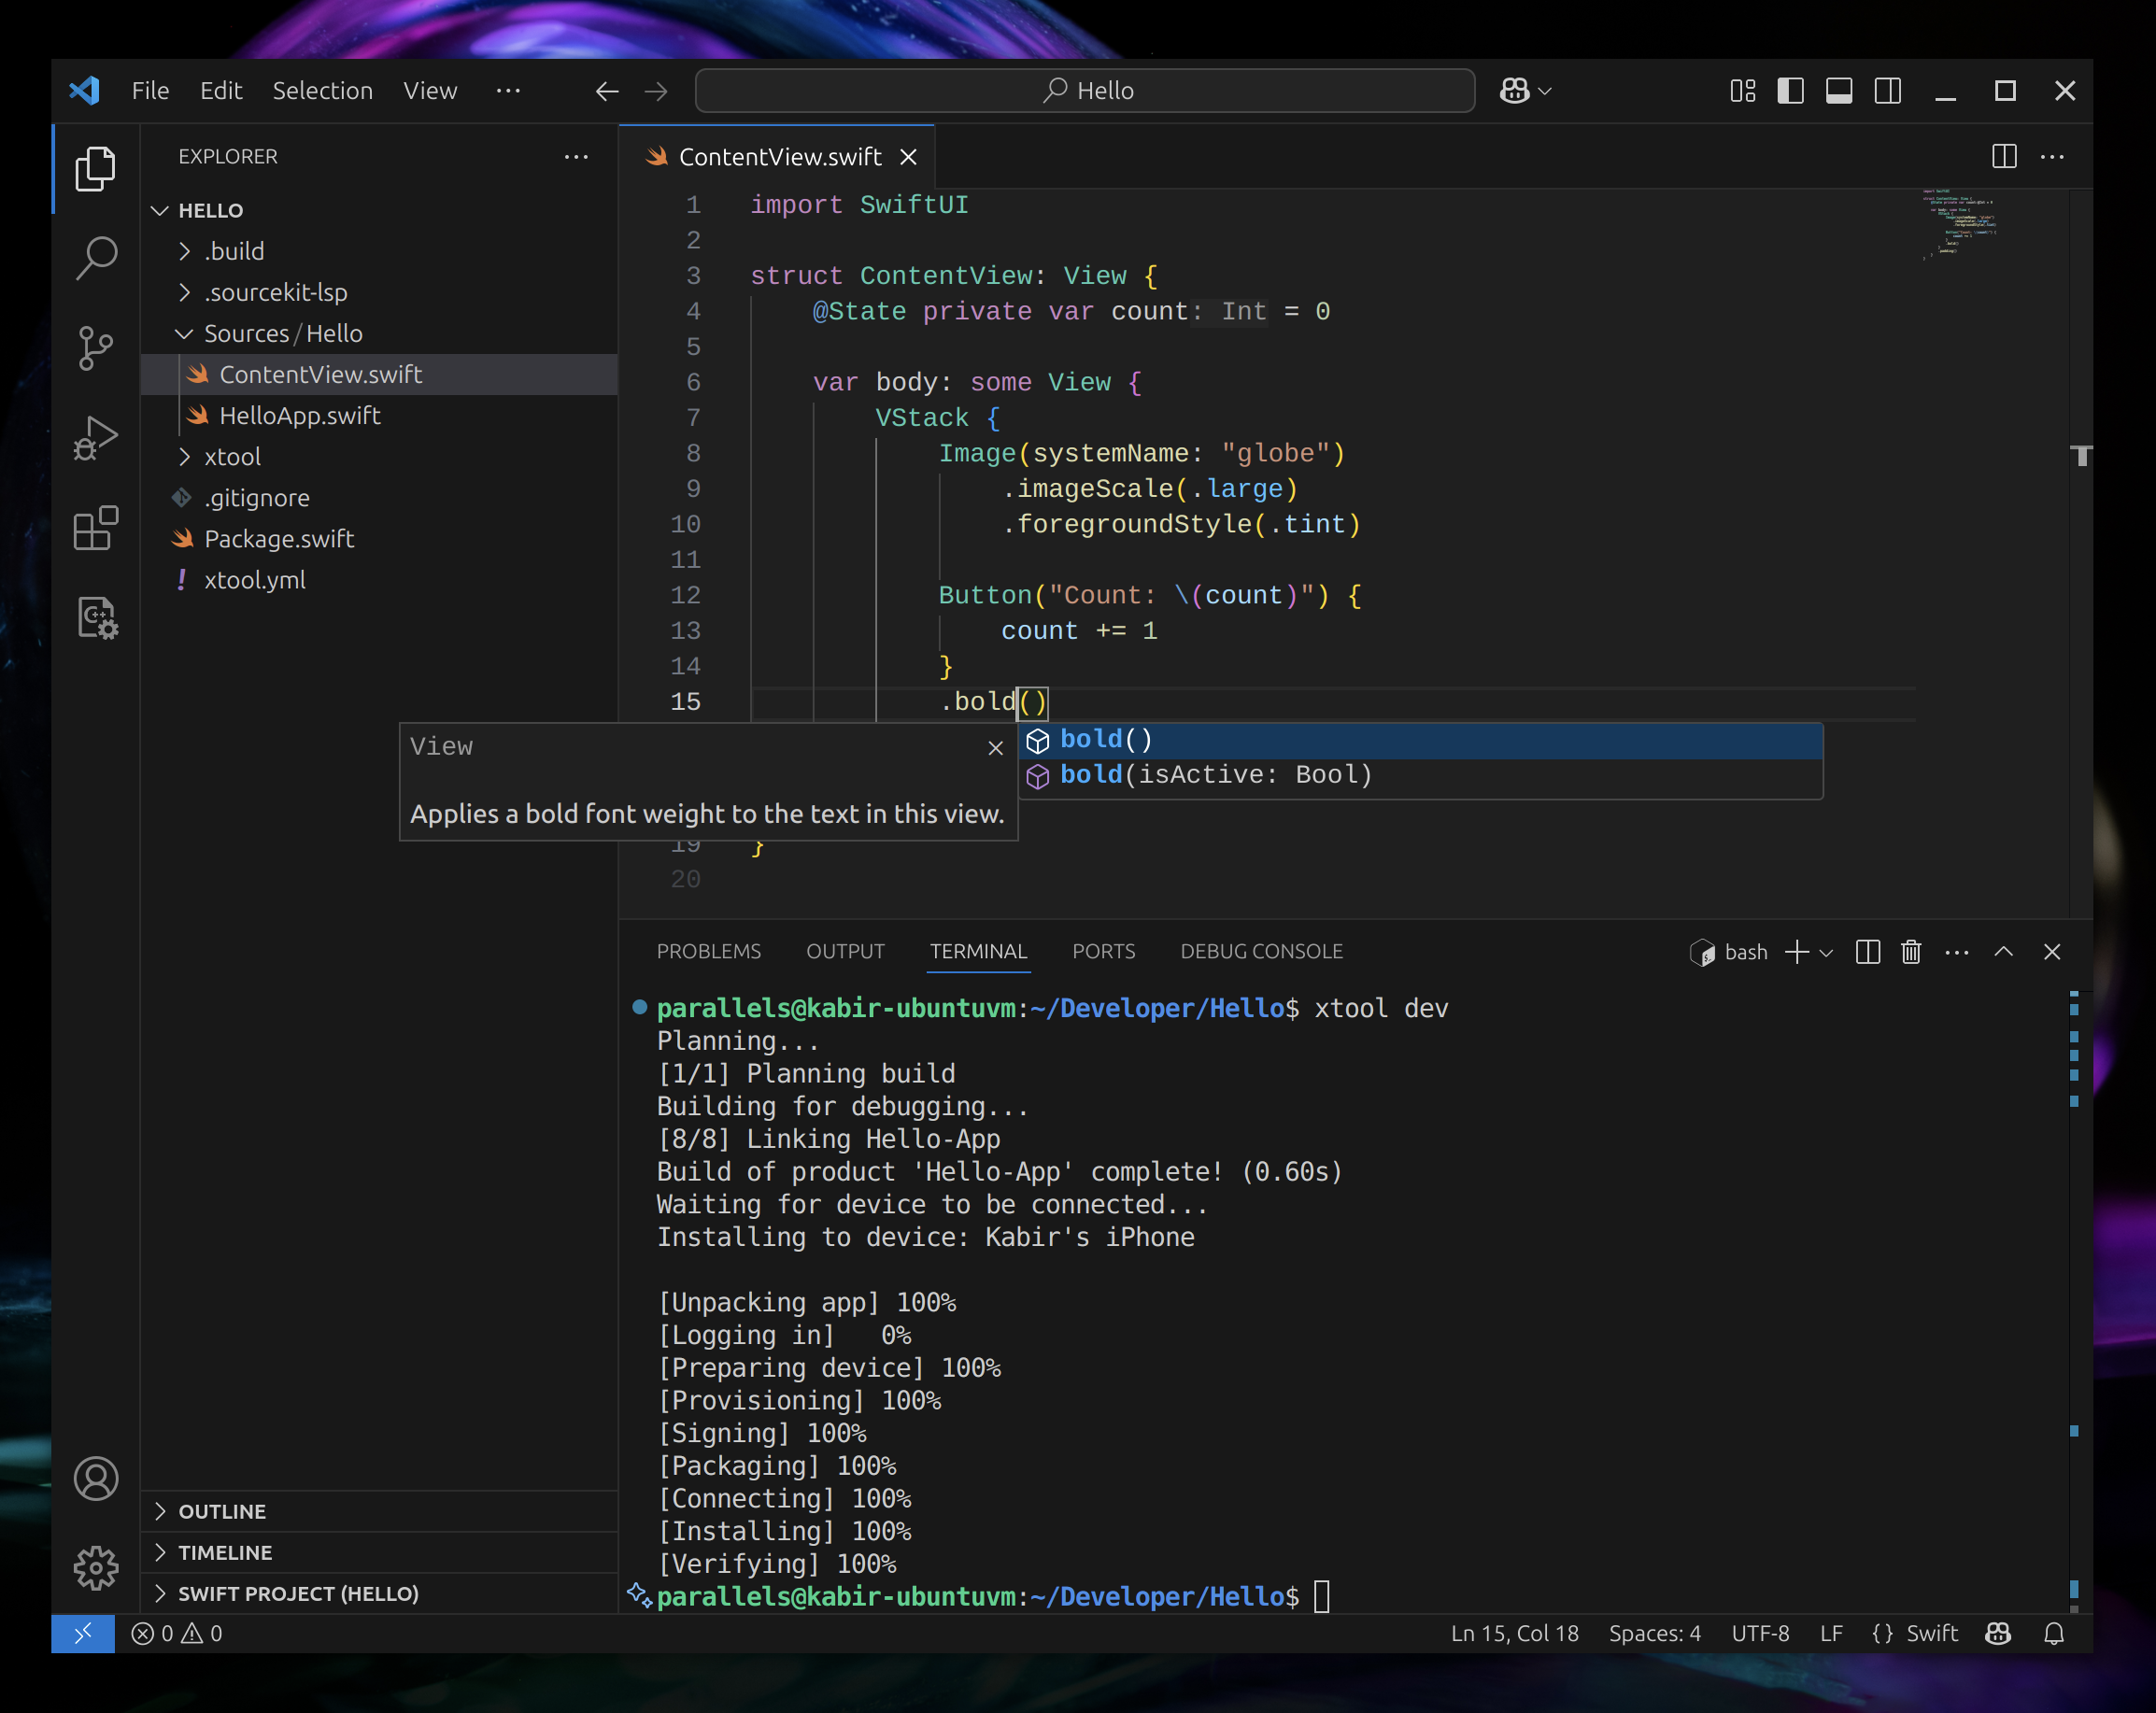 File Edit Selection View ··· Hello
EXPLORER
HELLO
.build
.sourcekit-lsp
Sources/Hello
ContentView.swift
HelloApp.swift
xtool
.gitignore
Package.swift
xtool.yml
OUTLINE
TIMELINE
SWIFT PROJECT (HELLO)
ContentView.swift
1 import SwiftUI
2
3 struct ContentView: View {
4     @State private var count: Int = 0
5
6     var body: some View {
7         VStack {
8             Image(systemName: "globe")
9                 .imageScale(.large)
10                 .foregroundStyle(.tint)
11
12             Button("Count: \(count)") {
13                 count += 1
14             }
15             .bold()
bold()
bold(isActive: Bool)
View
Applies a bold font weight to the text in this view.
19 }
20
PROBLEMS OUTPUT TERMINAL PORTS DEBUG CONSOLE bash
parallels@kabir-ubuntuvm:~/Developer/Hello$ xtool dev
Planning...
[1/1] Planning build
Building for debugging...
[8/8] Linking Hello-App
Build of product 'Hello-App' complete! (0.60s)
Waiting for device to be connected...
Installing to device: Kabir's iPhone
[Unpacking app] 100%
[Logging in]   0%
[Preparing device] 100%
[Provisioning] 100%
[Signing] 100%
[Packaging] 100%
[Connecting] 100%
[Installing] 100%
[Verifying] 100%
parallels@kabir-ubuntuvm:~/Developer/Hello$
0 0 Ln 15, Col 18 Spaces: 4 UTF-8 LF {} Swift